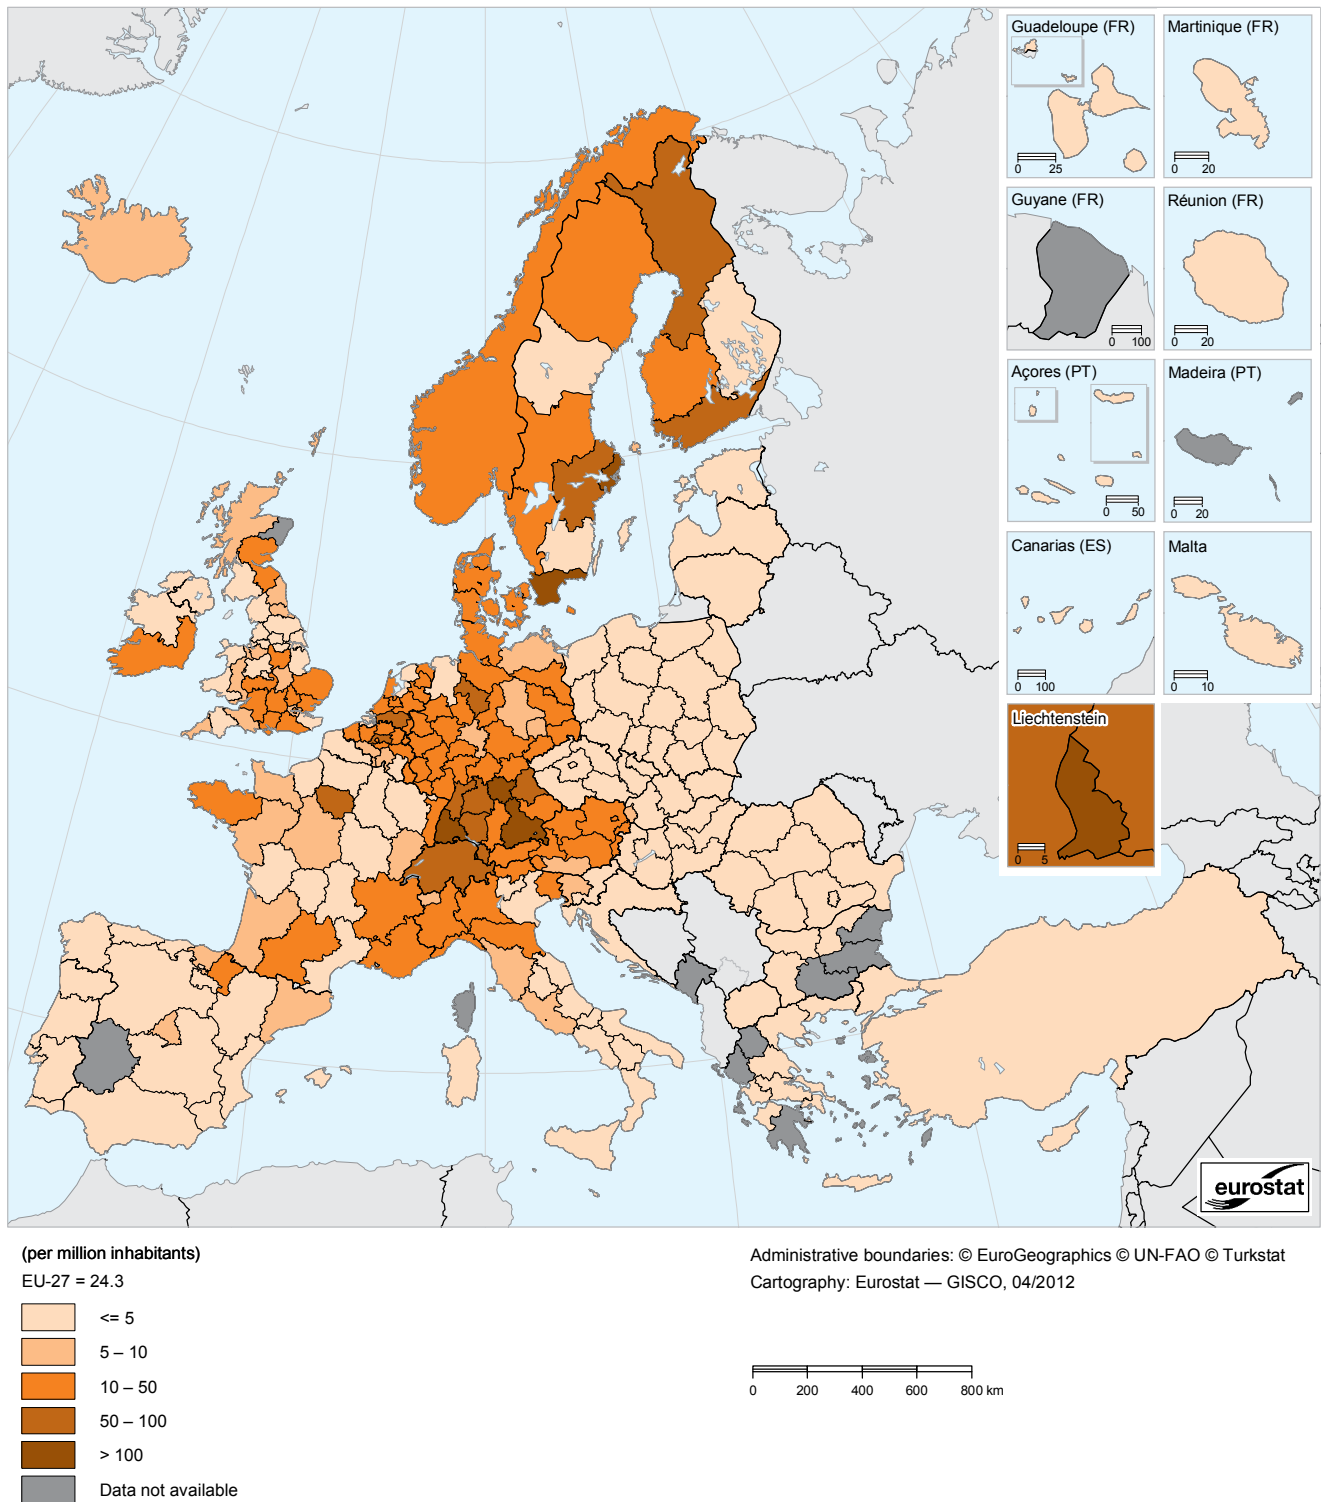 Guadeloupe (FR)
0 25
Martinique (FR)
0 20
Guyane (FR)
0 100
Réunion (FR)
0 20
Açores (PT)
0 50
Madeira (PT)
0 20
Canarias (ES)
0 100
Malta
0 10
Liechtenstein
0 5
eurostat
(per million inhabitants)
EU-27 = 24.3
<= 5
5 – 10
10 – 50
50 – 100
> 100
Data not available
Administrative boundaries: © EuroGeographics © UN-FAO © Turkstat
Cartography: Eurostat — GISCO, 04/2012
0 200 400 600 800 km